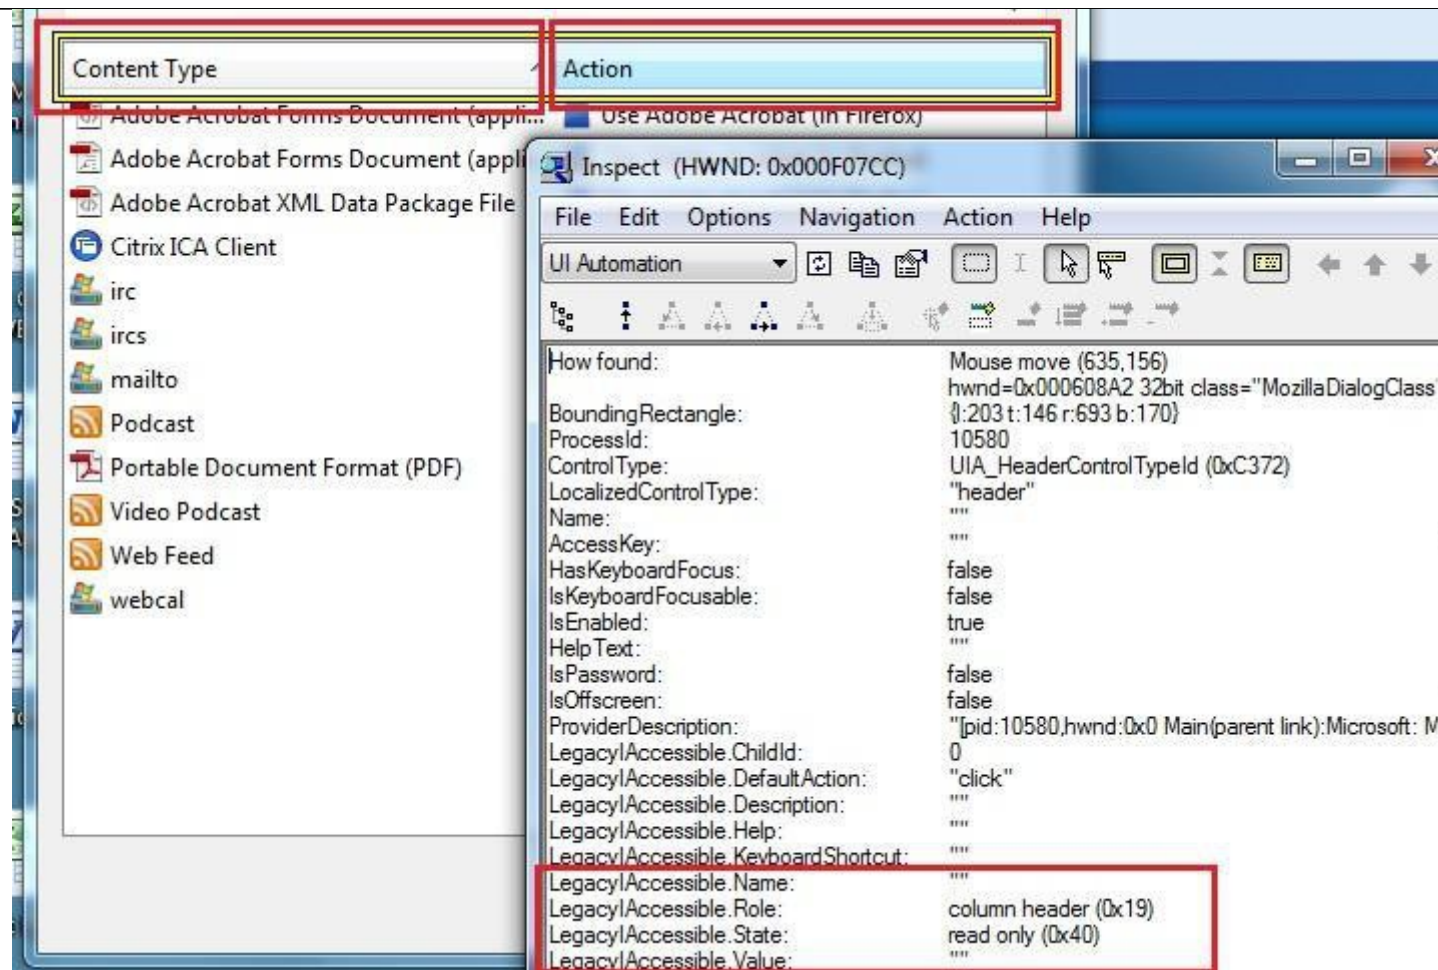 Content Type
Action
Adobe Acrobat Forms Document (appli...
Use Adobe Acrobat (in Firefox)
Adobe Acrobat Forms Document (appli
Adobe Acrobat XML Data Package File
Citrix ICA Client
irc
ircs
mailto
Podcast
Portable Document Format (PDF)
Video Podcast
Web Feed
webcal
Inspect (HWND: 0x000F07CC)
File Edit Options Navigation Action Help
UI Automation
How found: Mouse move (635,156)
hwnd=0x000608A2 32bit class="MozillaDialogClass"
BoundingRectangle: {l:203 t:146 r:693 b:170}
ProcessId: 10580
ControlType: UIA_HeaderControlTypeId (0xC372)
LocalizedControlType: "header"
Name: ""
AccessKey: ""
HasKeyboardFocus: false
IsKeyboardFocusable: false
IsEnabled: true
HelpText: ""
IsPassword: false
IsOffscreen: false
ProviderDescription: "[pid:10580,hwnd:0x0 Main(parent link):Microsoft: M
LegacyIAccessible.ChildId: 0
LegacyIAccessible.DefaultAction: "click"
LegacyIAccessible.Description: ""
LegacyIAccessible.Help: ""
LegacyIAccessible.KeyboardShortcut: ""
LegacyIAccessible.Name: ""
LegacyIAccessible.Role: column header (0x19)
LegacyIAccessible.State: read only (0x40)
LegacyIAccessible.Value: ""